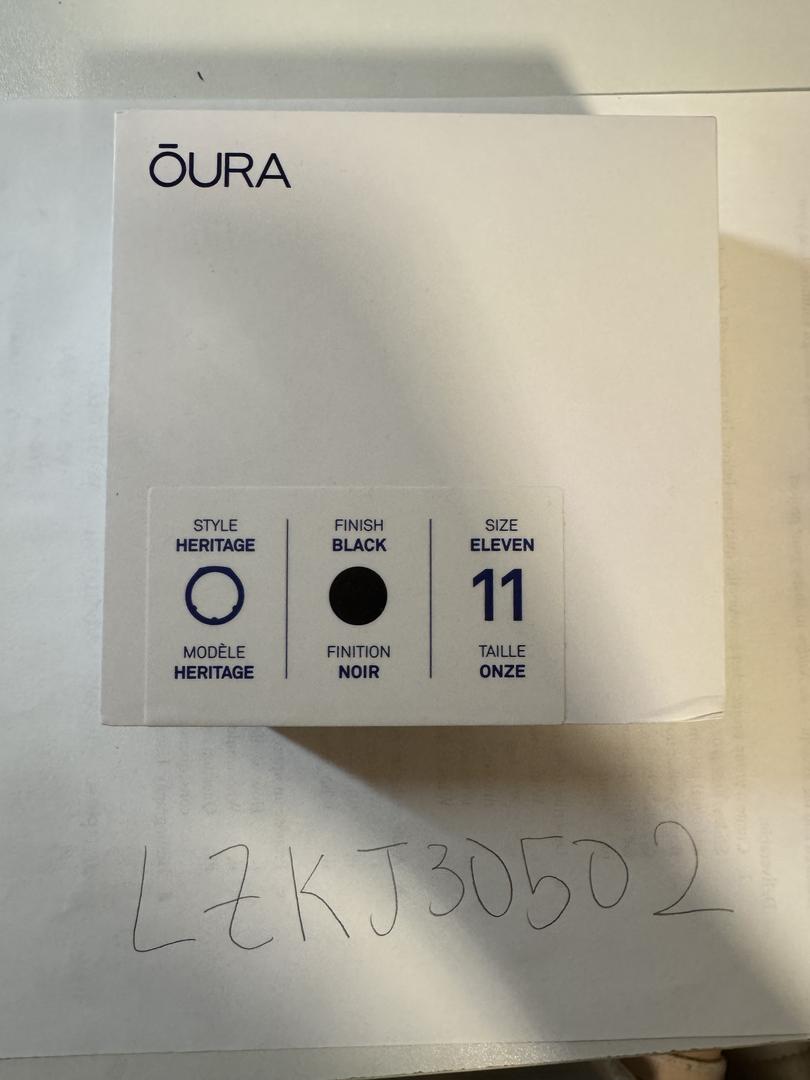 ŌURA
STYLE
HERITAGE
MODÈLE
HERITAGE
FINISH
BLACK
FINITION
NOIR
SIZE
ELEVEN
11
TAILLE
ONZE
LZKJ30502